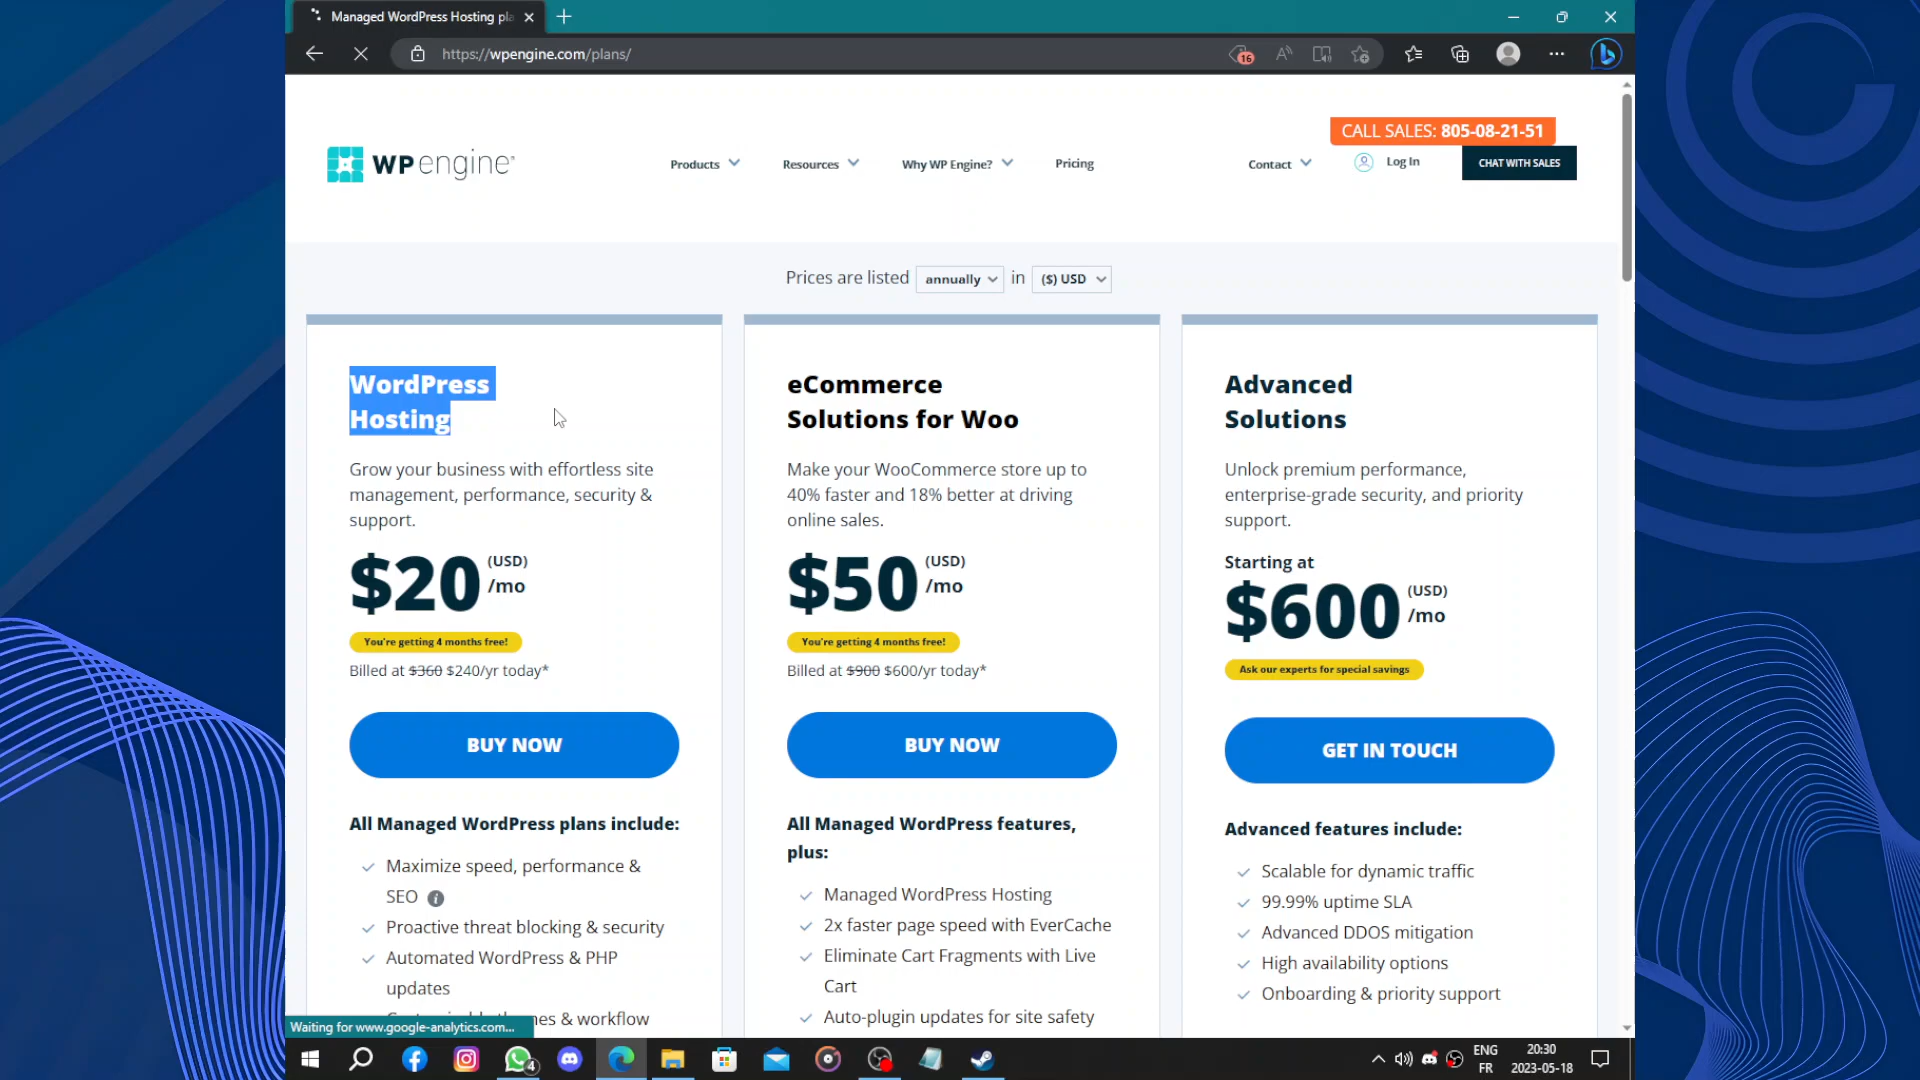 Managed WordPress Hosting pl
https://wpengine.com/plans/
16
CALL SALES: 805-08-21-51
WP engine
Products
Resources
Why WP Engine?
Pricing
Contact
Log In
CHAT WITH SALES
Prices are listed annually in ($) USD
WordPress
Hosting
Grow your business with effortless site
management, performance, security &
support.
$20 (USD)
/mo
You're getting 4 months free!
Billed at $360 $240/yr today*
BUY NOW
All Managed WordPress plans include:
Maximize speed, performance &
SEO
Proactive threat blocking & security
Automated WordPress & PHP
updates
nes & workflow
eCommerce
Solutions for Woo
Make your WooCommerce store up to
40% faster and 18% better at driving
online sales.
$50 (USD)
/mo
You're getting 4 months free!
Billed at $900 $600/yr today*
BUY NOW
All Managed WordPress features,
plus:
Managed WordPress Hosting
2x faster page speed with EverCache
Eliminate Cart Fragments with Live
Cart
Auto-plugin updates for site safety
Advanced
Solutions
Unlock premium performance,
enterprise-grade security, and priority
support.
Starting at
$600 (USD)
/mo
Ask our experts for special savings
GET IN TOUCH
Advanced features include:
Scalable for dynamic traffic
99.99% uptime SLA
Advanced DDOS mitigation
High availability options
Onboarding & priority support
Waiting for www.google-analytics.com...
4
ENG
FR
20:30
2023-05-18